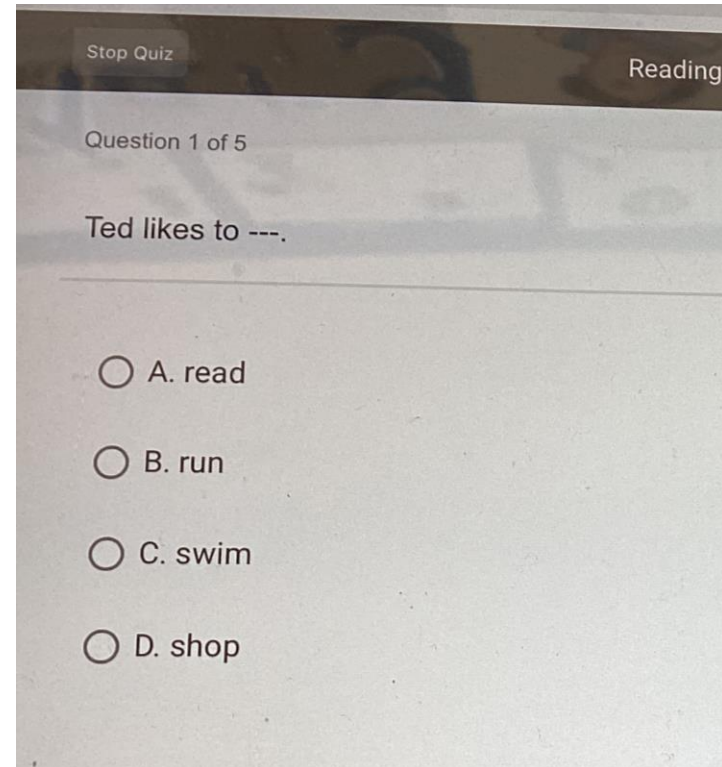 Stop Quiz
Reading
Question 1 of 5
Ted likes to ---.
A. read
B. run
C. swim
D. shop